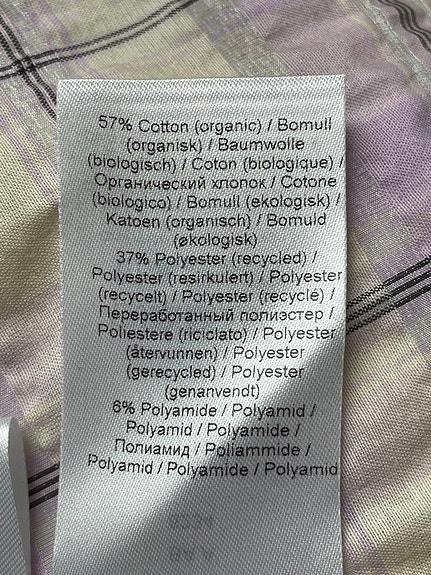 57% Cotton (organic) / Bomull
(organisk) / Baumwolle
(biologisch) / Coton (biologique) /
Органический хлопок / Cotone
(biologico) / Bomull (ekologisk) /
Katoen (organisch) / Bomuld
(økologisk)
37% Polyester (recycled) /
Polyester (resirkulert) / Polyester
(recycelt) / Polyester (recyclé) /
Переработанный полиэстер /
Poliestere (riciclato) / Polyester
(återvunnen) / Polyester
(gerecycled) / Polyester
(genanvendt)
6% Polyamide / Polyamid /
Polyamid / Polyamide /
Полиамид / Poliammide /
Polyamid / Polyamide / Polyamid